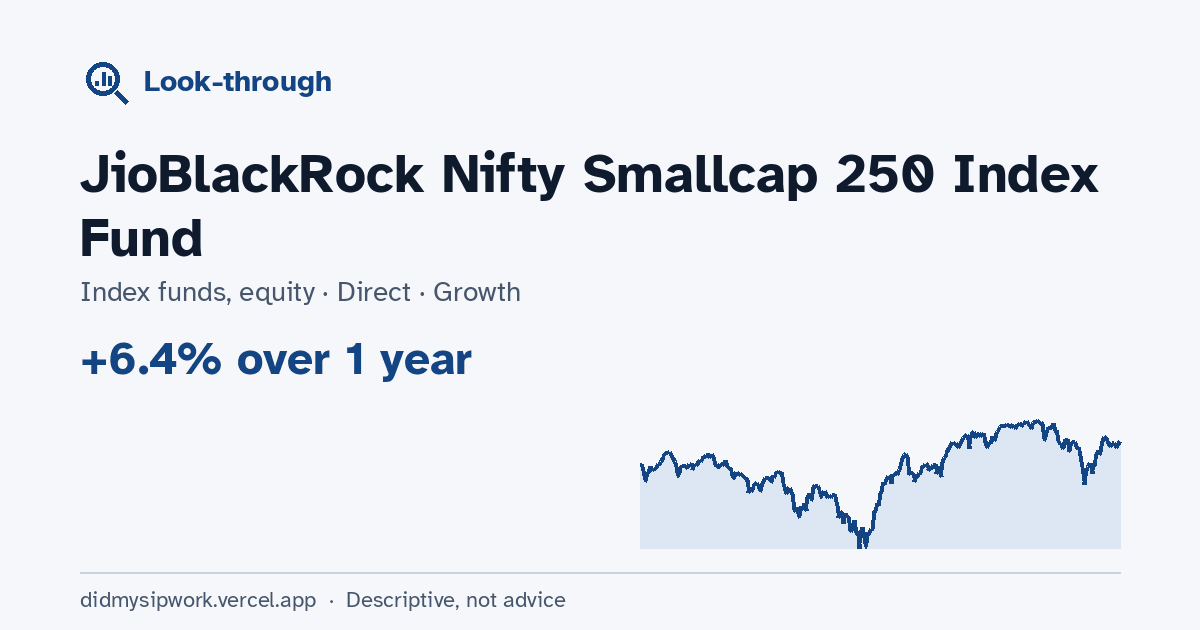 Look-through
JioBlackRock Nifty Smallcap 250 Index
Fund
Index funds, equity · Direct · Growth
+6.4% over 1 year
didmysipwork.vercel.app · Descriptive, not advice